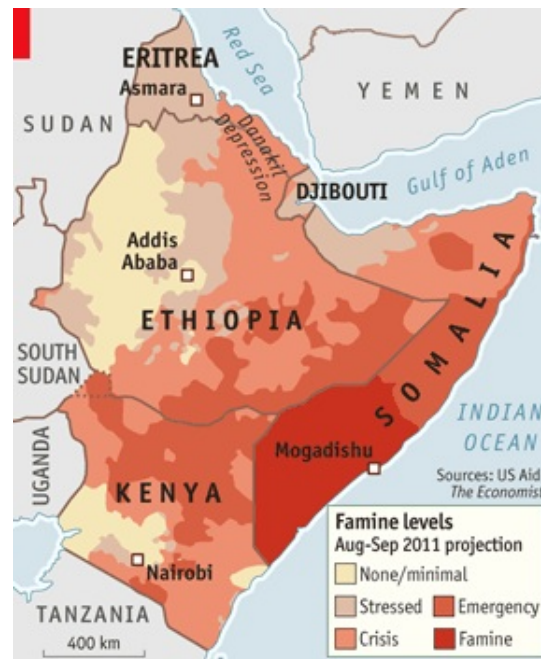 ERITREA
Asmara
Red Sea
YEMEN
SUDAN
Danakil
Depression
DJIBOUTI
Gulf of Aden
Addis
Ababa
ETHIOPIA
SOMALIA
SOUTH
SUDAN
UGANDA
KENYA
Mogadishu
INDIAN
OCEAN
Nairobi
TANZANIA
400 km
Sources: US Aid
The Economist
Famine levels
Aug-Sep 2011 projection
None/minimal
Stressed
Emergency
Crisis
Famine